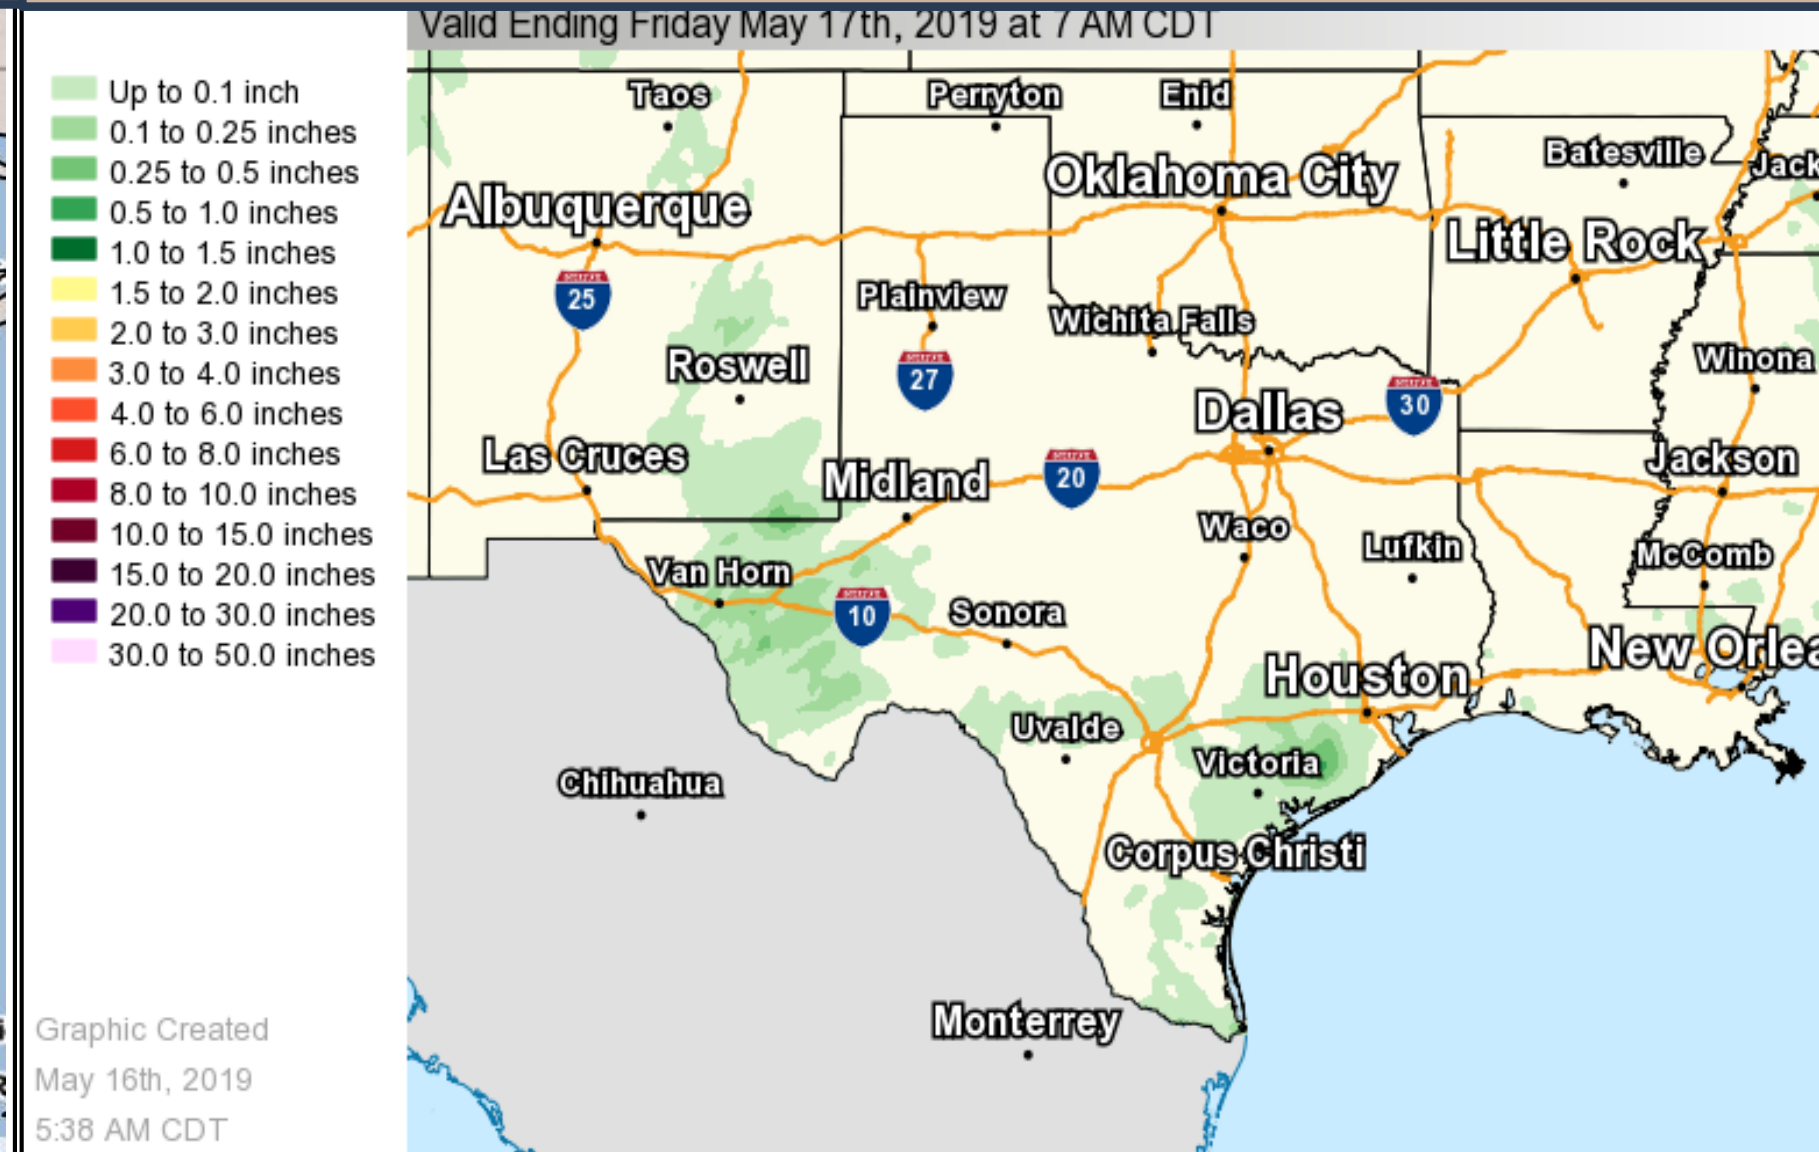 Valid Ending Friday May 17th, 2019 at 7 AM CDT
Up to 0.1 inch
0.1 to 0.25 inches
0.25 to 0.5 inches
0.5 to 1.0 inches
1.0 to 1.5 inches
1.5 to 2.0 inches
2.0 to 3.0 inches
3.0 to 4.0 inches
4.0 to 6.0 inches
6.0 to 8.0 inches
8.0 to 10.0 inches
10.0 to 15.0 inches
15.0 to 20.0 inches
20.0 to 30.0 inches
30.0 to 50.0 inches
Graphic Created
May 16th, 2019
5:38 AM CDT
Taos
Perryton
Enid
Batesville
Jack
Oklahoma City
Albuquerque
Little Rock
25
Plainview
Wichita Falls
Winona
Roswell
27
30
Dallas
Las Cruces
Midland
20
Jackson
Waco
Lufkin
McComb
Van Horn
10
Sonora
New Orlea
Houston
Uvalde
Victoria
Chihuahua
Corpus Christi
Monterrey